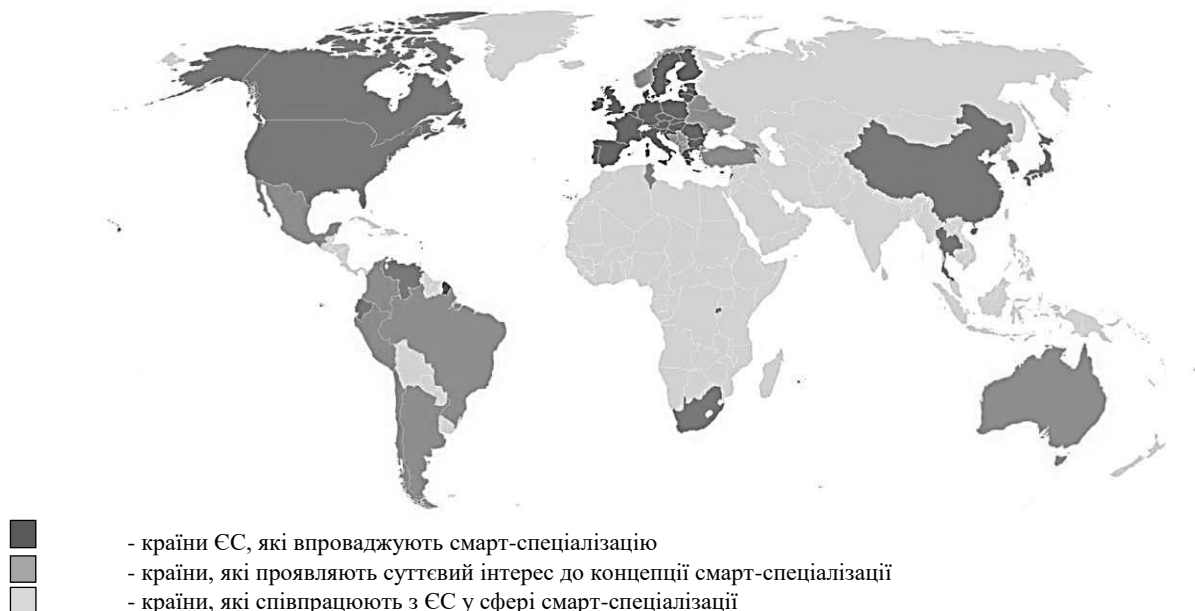 - країни ЄС, які впроваджують смарт-спеціалізацію
- країни, які проявляють суттєвий інтерес до концепції смарт-спеціалізації
- країни, які співпрацюють з ЄС у сфері смарт-спеціалізації